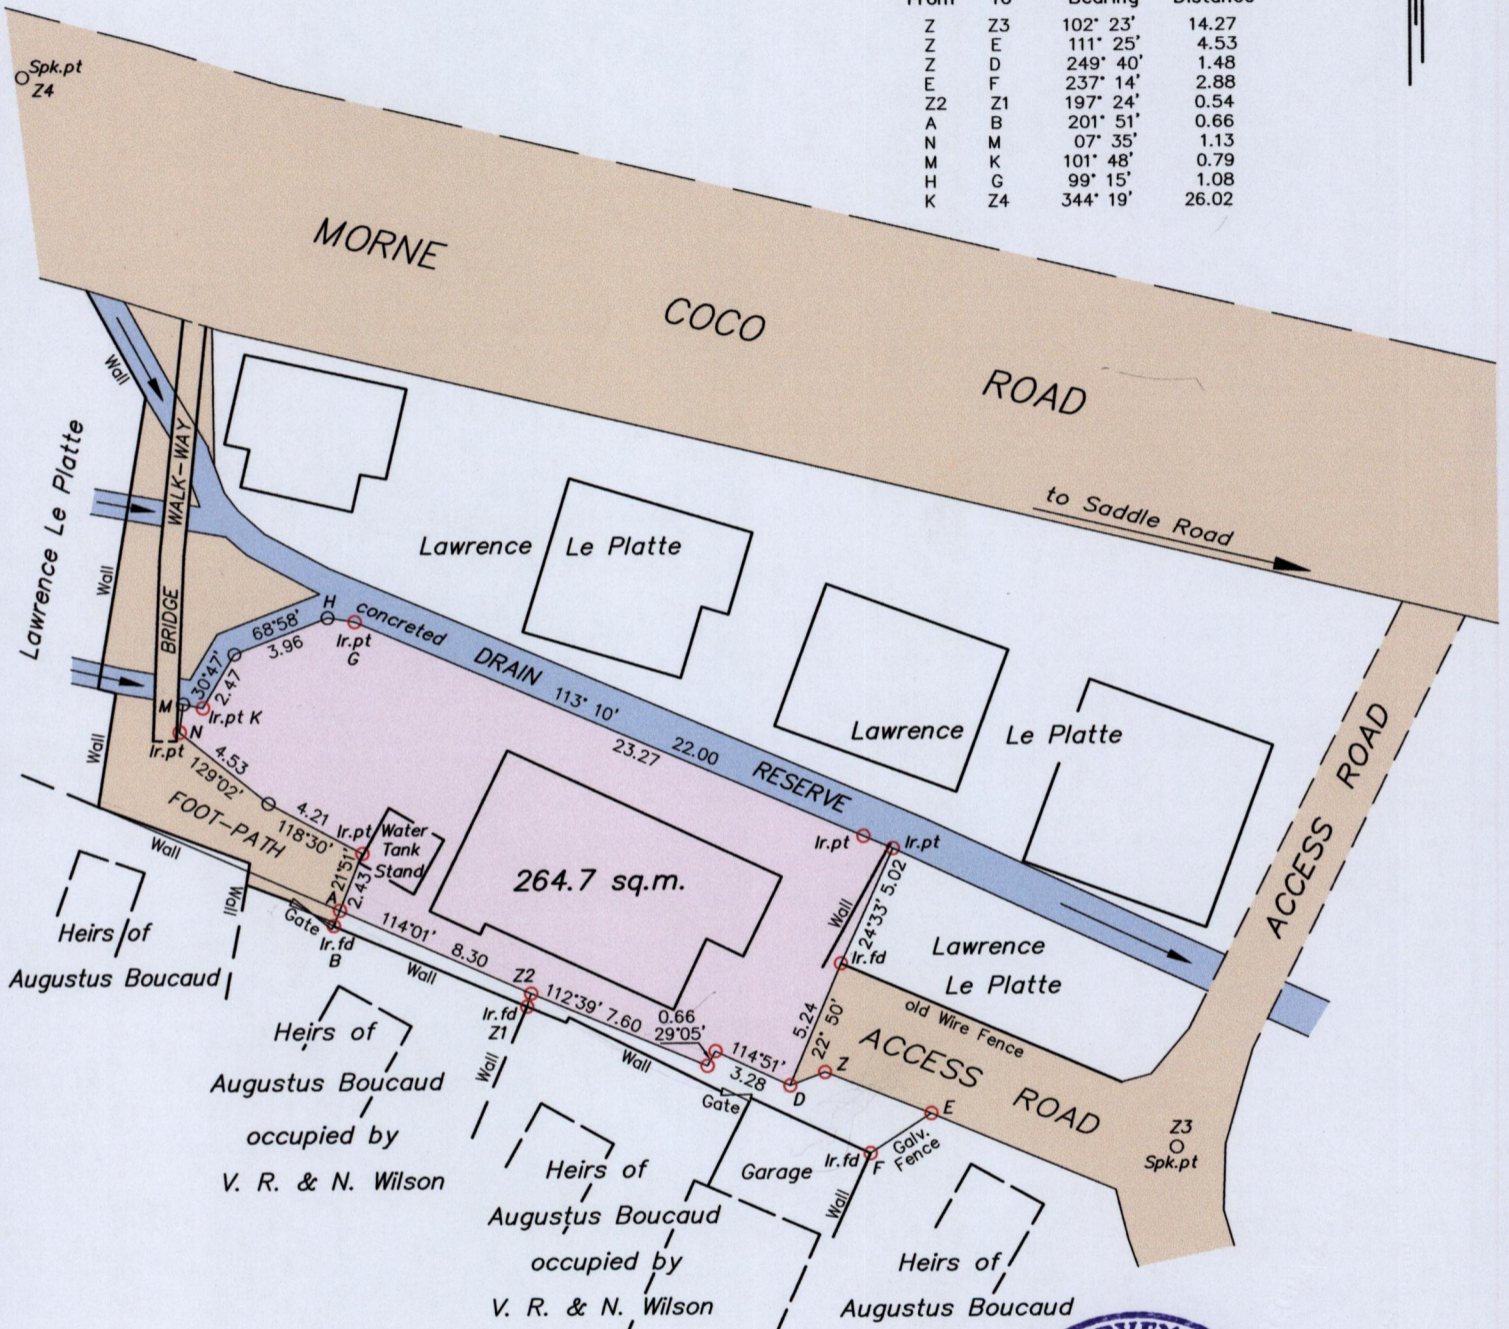 From To Bearing Distance
Z Z3 102° 23' 14.27
Z E 111° 25' 4.53
Z D 249° 40' 1.48
E F 237° 14' 2.88
Z2 Z1 197° 24' 0.54
A B 201° 51' 0.66
N M 07° 35' 1.13
M K 101° 48' 0.79
H G 99° 15' 1.08
K Z4 344° 19' 26.02
Spk.pt
Z4
MORNE
COCO
ROAD
to Saddle Road
Wall
WALK-WAY
BRIDGE
Lawrence Le Platte
Wall
Wall
Lawrence Le Platte
Lawrence Le Platte
ACCESS ROAD
H
concreted
DRAIN
RESERVE
Ir.pt
G
68°58'
3.96
30°47'
2.47
M
Ir.pt K
N
Ir.pt
113° 10'
23.27
22.00
4.53
129°02'
4.21
118°30'
FOOT-PATH
Ir.pt
Water
Tank
Stand
21°51'
2.43
264.7 sq.m.
Ir.pt
Ir.pt
Wall
24°33' 5.02
Ir.fd
Lawrence
Le Platte
old Wire Fence
ACCESS ROAD
5.24
22° 50'
Wall
Wall
Gate
A
Ir.fd
B
114°01'
8.30
Wall
Z2
Ir.fd
Z1
112°39' 7.60
0.66
29°05'
114°51'
3.28
D
Z
E
Wall
Wall
Gate
Garage
Ir.fd
F
Galv.
Fence
Wall
Z3
Spk.pt
Heirs of
Augustus Boucaud
Heirs of
Augustus Boucaud
occupied by
V. R. & N. Wilson
Heirs of
Augustus Boucaud
occupied by
V. R. & N. Wilson
Heirs of
Augustus Boucaud